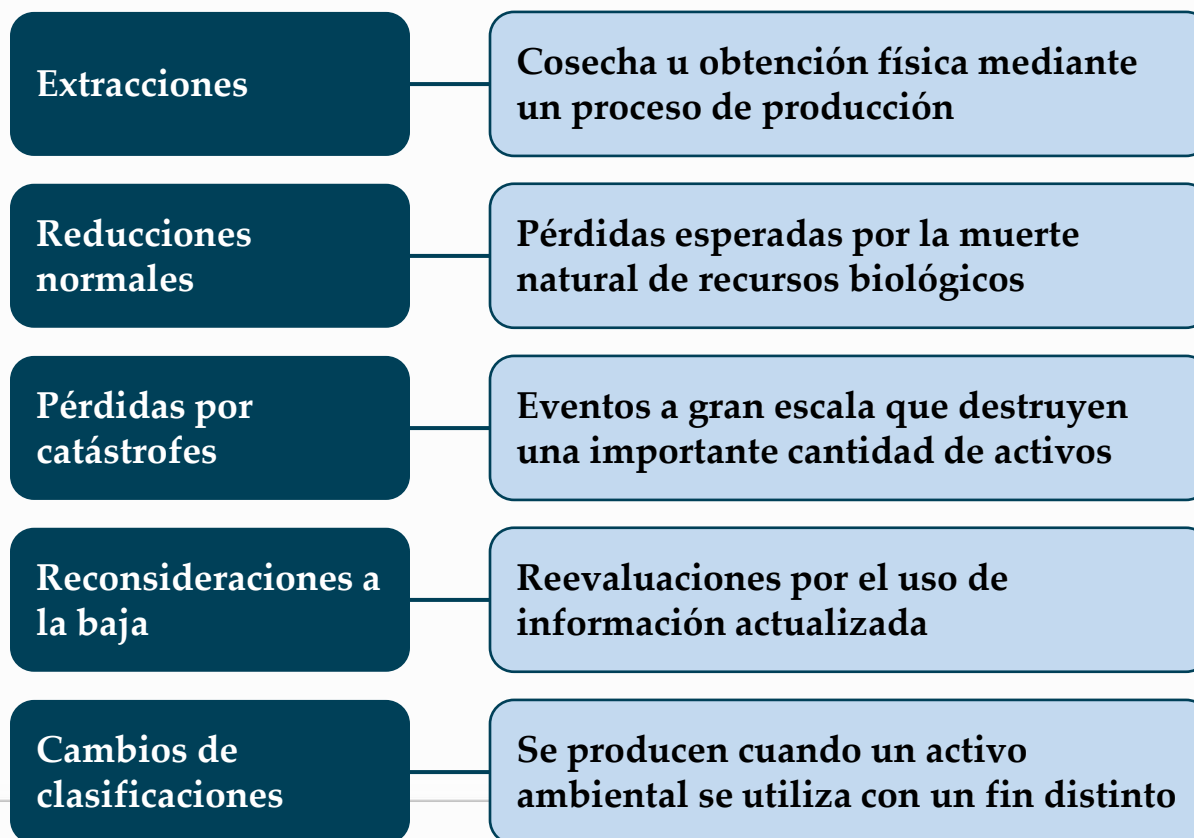 Extracciones
Cosecha u obtención física mediante
un proceso de producción
Reducciones
normales
Pérdidas esperadas por la muerte
natural de recursos biológicos
Pérdidas por
catástrofes
Eventos a gran escala que destruyen
una importante cantidad de activos
Reconsideraciones a
la baja
Reevaluaciones por el uso de
información actualizada
Cambios de
clasificaciones
Se producen cuando un activo
ambiental se utiliza con un fin distinto